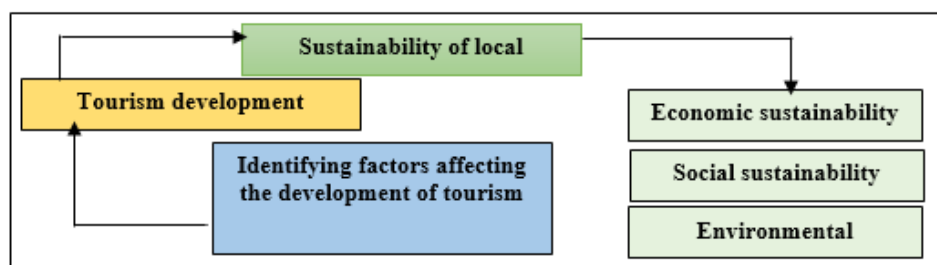 Sustainability of local
Tourism development
Economic sustainability
Identifying factors affecting
the development of tourism
Social sustainability
Environmental